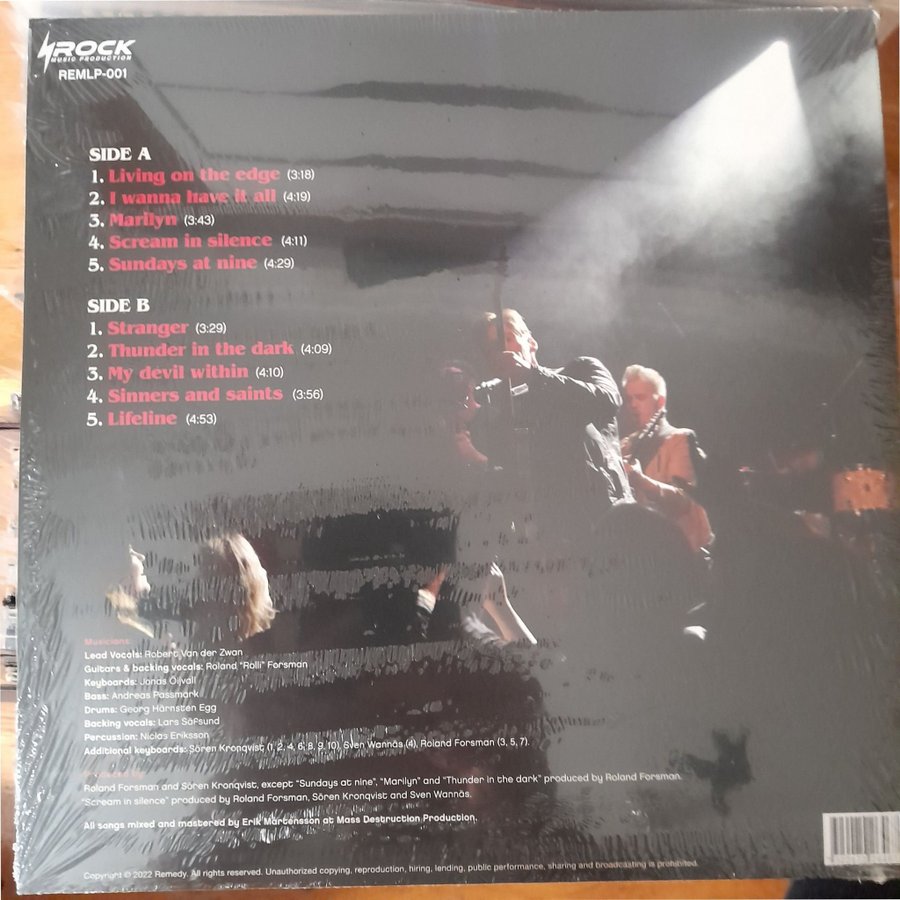 ROCK
MUSIC PRODUCTION
REMLP-001
SIDE A
1. Living on the edge (3:18)
2. I wanna have it all (4:19)
3. Marilyn (3:43)
4. Scream in silence (4:11)
5. Sundays at nine (4:29)
SIDE B
1. Stranger (3:29)
2. Thunder in the dark (4:09)
3. My devil within (4:10)
4. Sinners and saints (3:56)
5. Lifeline (4:53)
Musicians:
Lead Vocals: Robert Van der Zwan
Guitars & backing vocals: Roland "Rolli" Forsman
Keyboards: Jonas Öijvall
Bass: Andreas Passmark
Drums: Georg Härnsten Egg
Backing vocals: Lars Säfsund
Percussion: Niclas Eriksson
Additional keyboards: Sören Kronqvist (1, 2, 4, 6, 8, 9, 10), Sven Wannäs (4), Roland Forsman (3, 5, 7).
Produced by:
Roland Forsman and Sören Kronqvist, except "Sundays at nine", "Marilyn" and "Thunder in the dark" produced by Roland Forsman.
"Scream in silence" produced by Roland Forsman, Sören Kronqvist and Sven Wannäs.
All songs mixed and mastered by Erik Mårtensson at Mass Destruction Production.
Copyright © 2022 Remedy. All rights reserved. Unauthorized copying, reproduction, hiring, lending, public performance, sharing and broadcasting is prohibited.